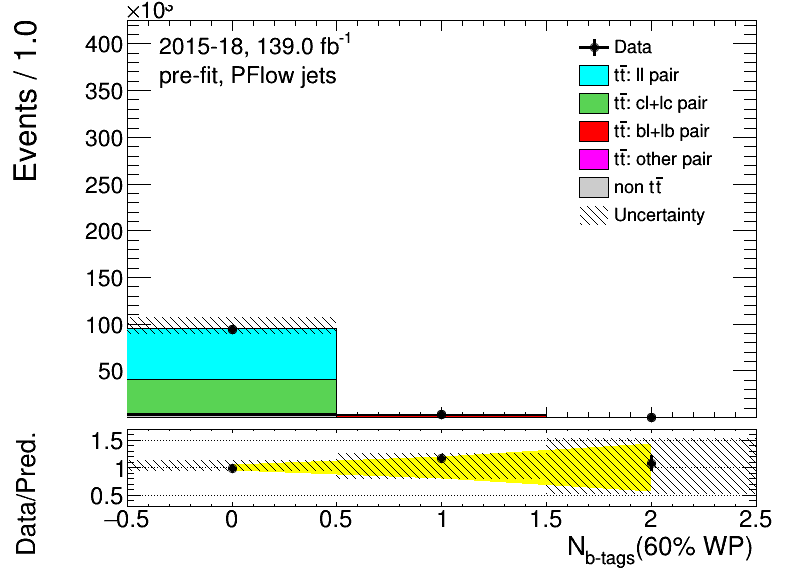 ×10³
Events / 1.0
400
350
300
250
200
150
100
50
2015-18, 139.0 fb⁻¹
pre-fit, PFlow jets
Data
tt̄: ll pair
tt̄: cl+lc pair
tt̄: bl+lb pair
tt̄: other pair
non tt̄
Uncertainty
Data/Pred.
1.5
1
0.5
−0.5 0 0.5 1 1.5 2 2.5
N_b-tags(60% WP)